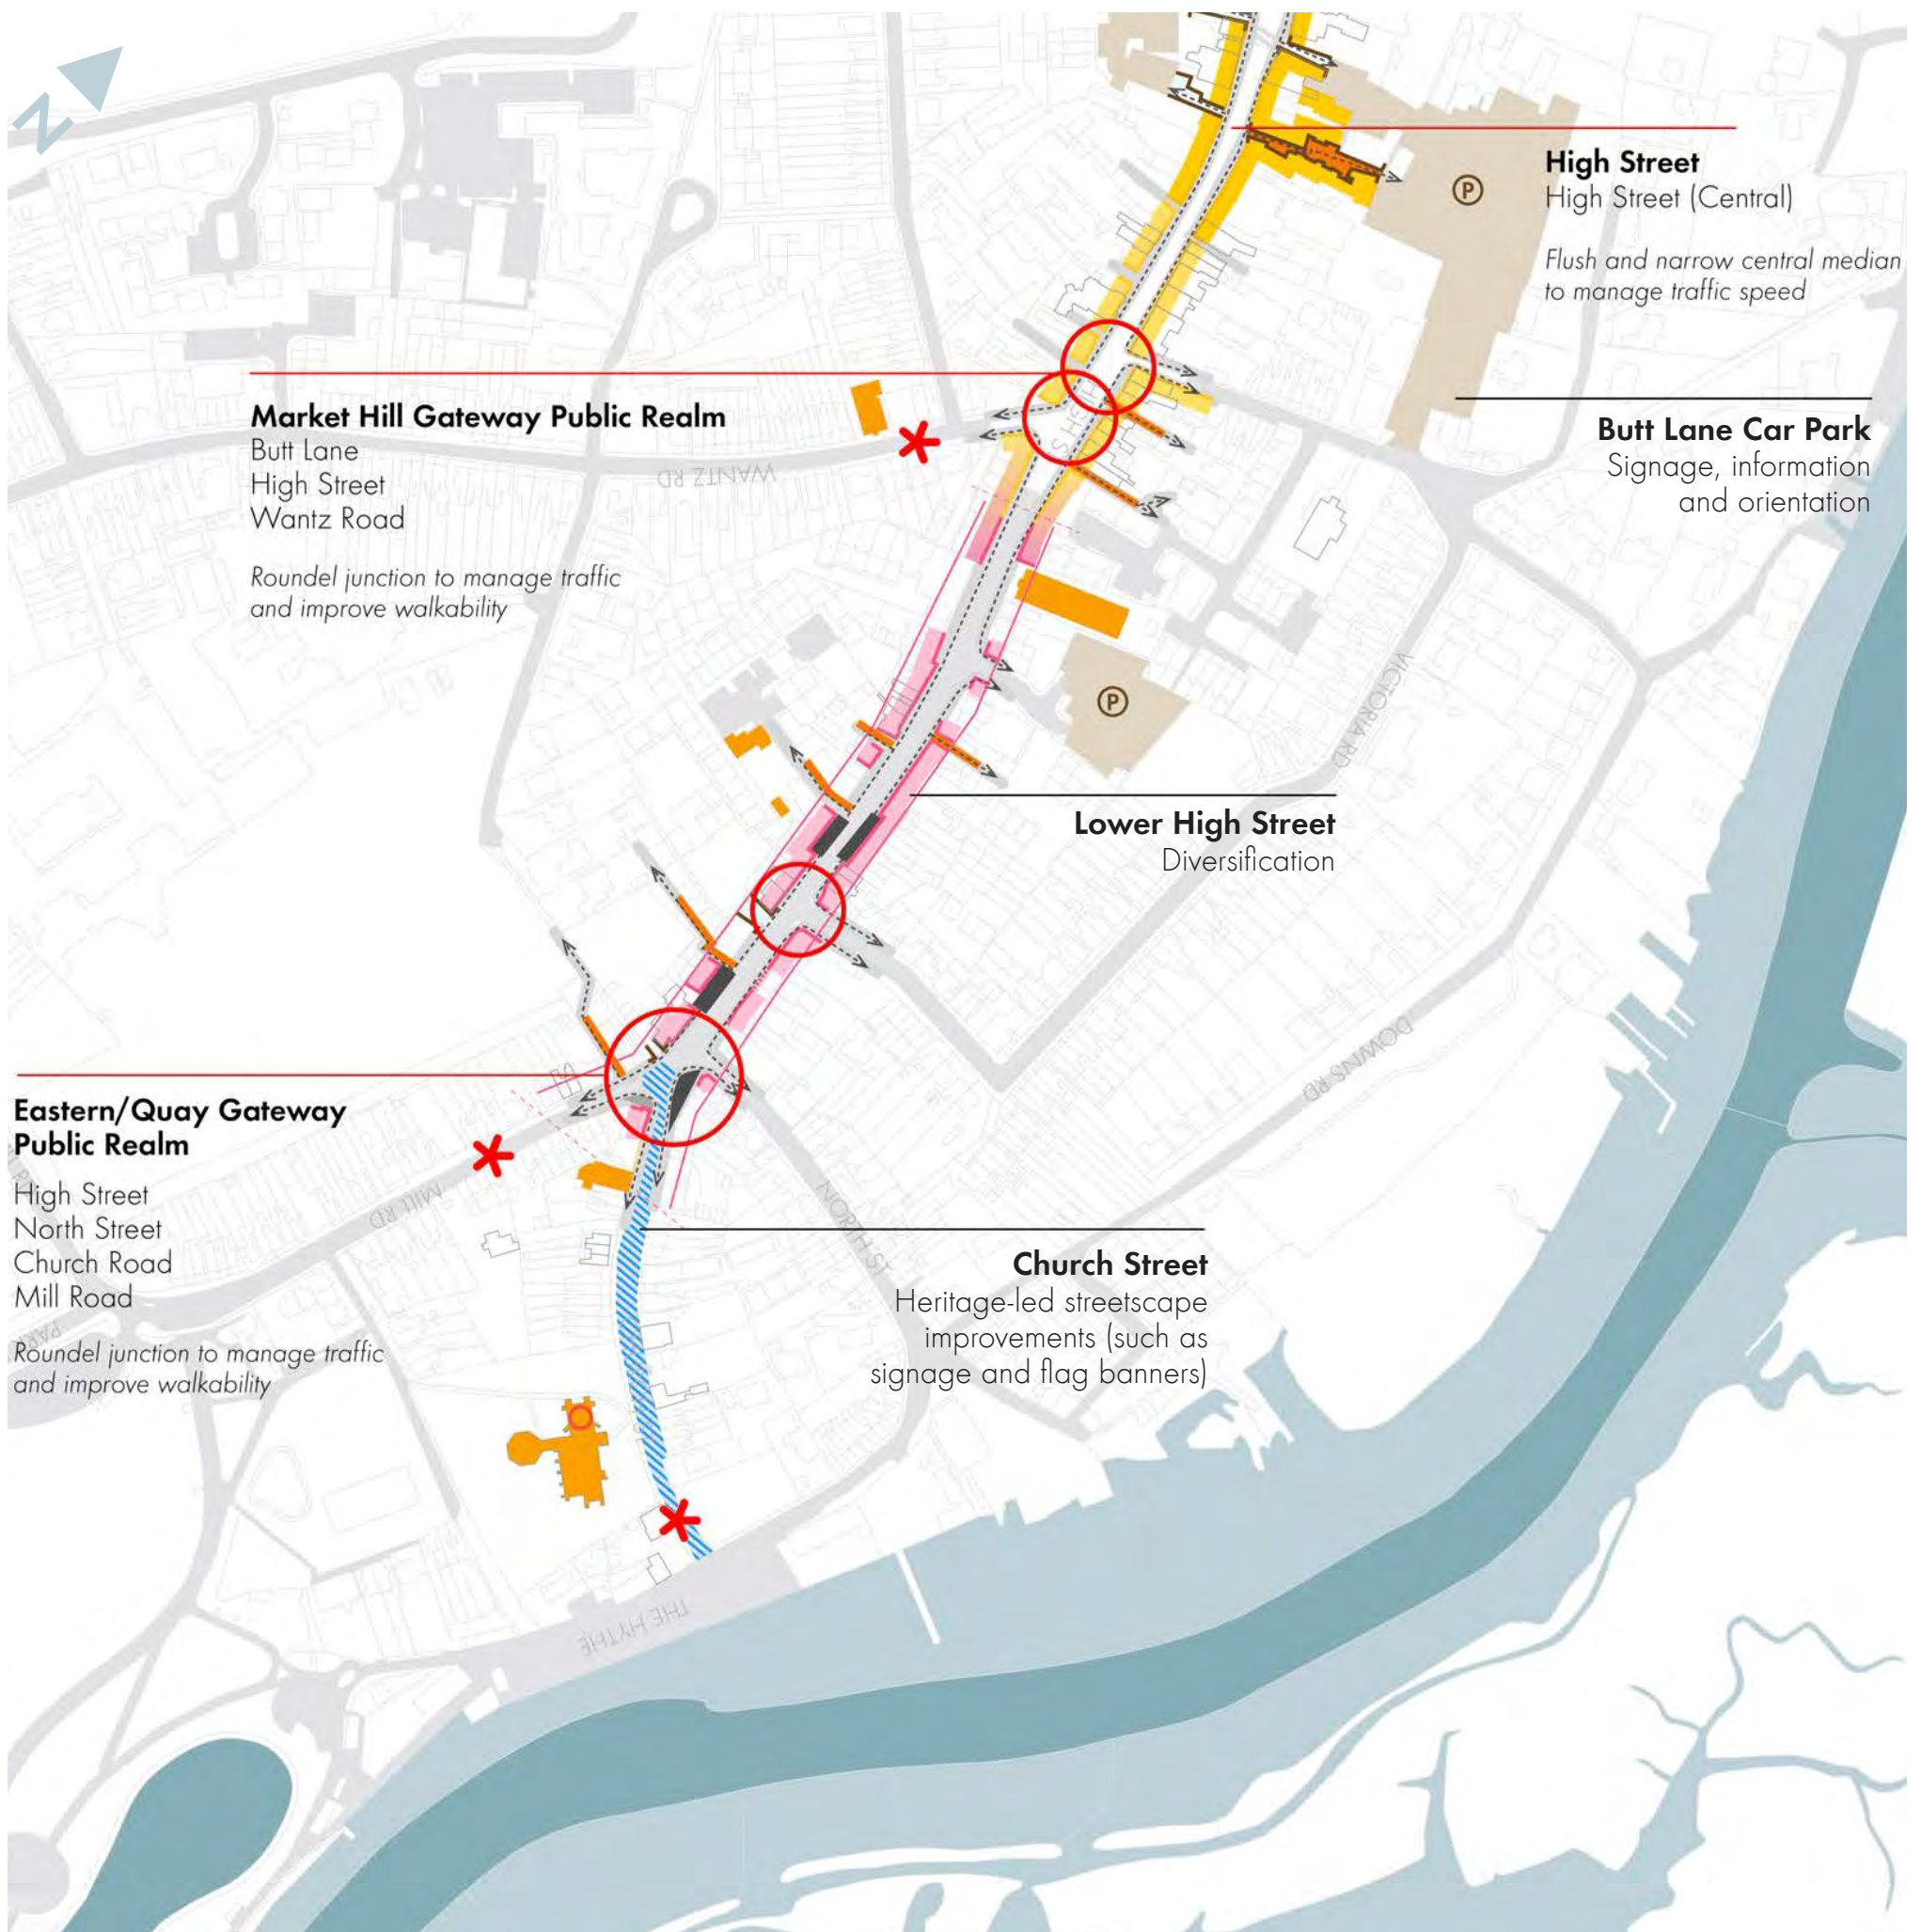 N
High Street
High Street (Central)
Flush and narrow central median
to manage traffic speed
P
Market Hill Gateway Public Realm
Butt Lane
High Street
Wantz Road
Roundel junction to manage traffic
and improve walkability
Butt Lane Car Park
Signage, information
and orientation
WANTZ RD
VICTORIA RD
P
Lower High Street
Diversification
DOWNS RD
Eastern/Quay Gateway
Public Realm
High Street
North Street
Church Road
Mill Road
Roundel junction to manage traffic
and improve walkability
MILL RD
NORTH ST
Church Street
Heritage-led streetscape
improvements (such as
signage and flag banners)
THE HYTHE